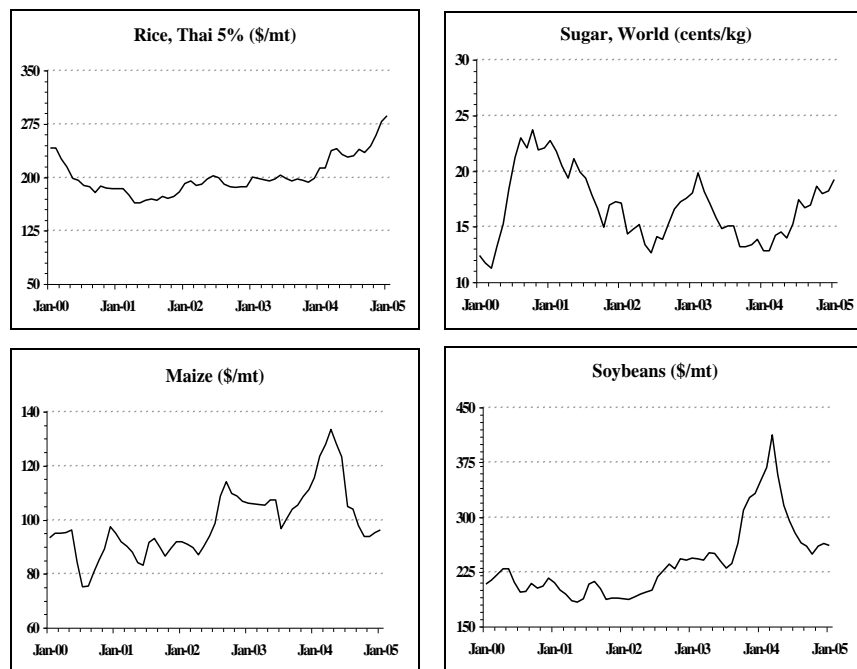 Rice, Thai 5% ($/mt)
350
275
200
125
50
Jan-00 Jan-01 Jan-02 Jan-03 Jan-04 Jan-05
Sugar, World (cents/kg)
30
25
20
15
10
Jan-00 Jan-01 Jan-02 Jan-03 Jan-04 Jan-05
Maize ($/mt)
140
120
100
80
60
Jan-00 Jan-01 Jan-02 Jan-03 Jan-04 Jan-05
Soybeans ($/mt)
450
375
300
225
150
Jan-00 Jan-01 Jan-02 Jan-03 Jan-04 Jan-05